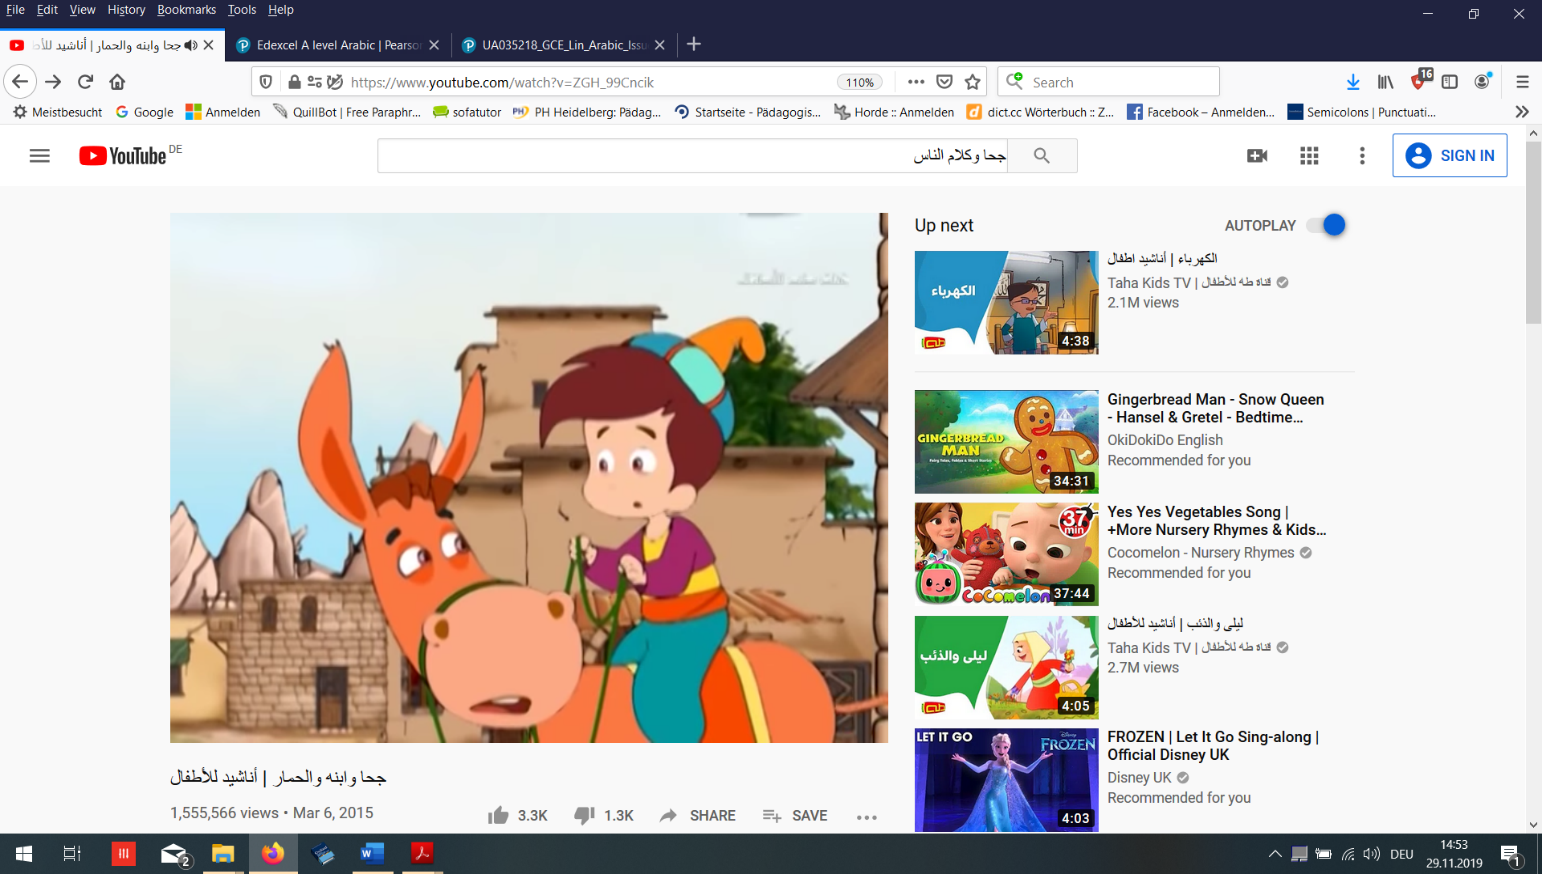 File Edit View History Bookmarks Tools Help
جحا وابنه والحمار | أناشيد للأط
Edexcel A level Arabic | Pearso
UA035218_GCE_Lin_Arabic_Issu
https://www.youtube.com/watch?v=ZGH_99Cncik
110%
Search
16
Meistbesucht Google Anmelden QuillBot | Free Paraphr... sofatutor PH Heidelberg: Pädag... Startseite - Pädagogis... Horde :: Anmelden dict.cc Wörterbuch :: Z... Facebook – Anmelden... Semicolons | Punctuati...
YouTube DE
جحا وكلام الناس
SIGN IN
Up next
AUTOPLAY
الكهرباء
4:38
الكهرباء | أناشيد اطفال
Taha Kids TV | قناة طه للأطفال
2.1M views
GINGERBREAD
MAN
34:31
Gingerbread Man - Snow Queen
- Hansel & Gretel - Bedtime...
OkiDokiDo English
Recommended for you
37
min
CoComelon
37:44
Yes Yes Vegetables Song |
+More Nursery Rhymes & Kids...
Cocomelon - Nursery Rhymes
Recommended for you
ليلى والذئب
طه
4:05
ليلى والذئب | أناشيد للأطفال
Taha Kids TV | قناة طه للأطفال
2.7M views
LET IT GO
Disney
FROZEN
4:03
FROZEN | Let It Go Sing-along |
Official Disney UK
Disney UK
Recommended for you
جحا وابنه والحمار | أناشيد للأطفال
1,555,566 views • Mar 6, 2015
3.3K 1.3K SHARE SAVE
2
DEU
14:53
29.11.2019
1